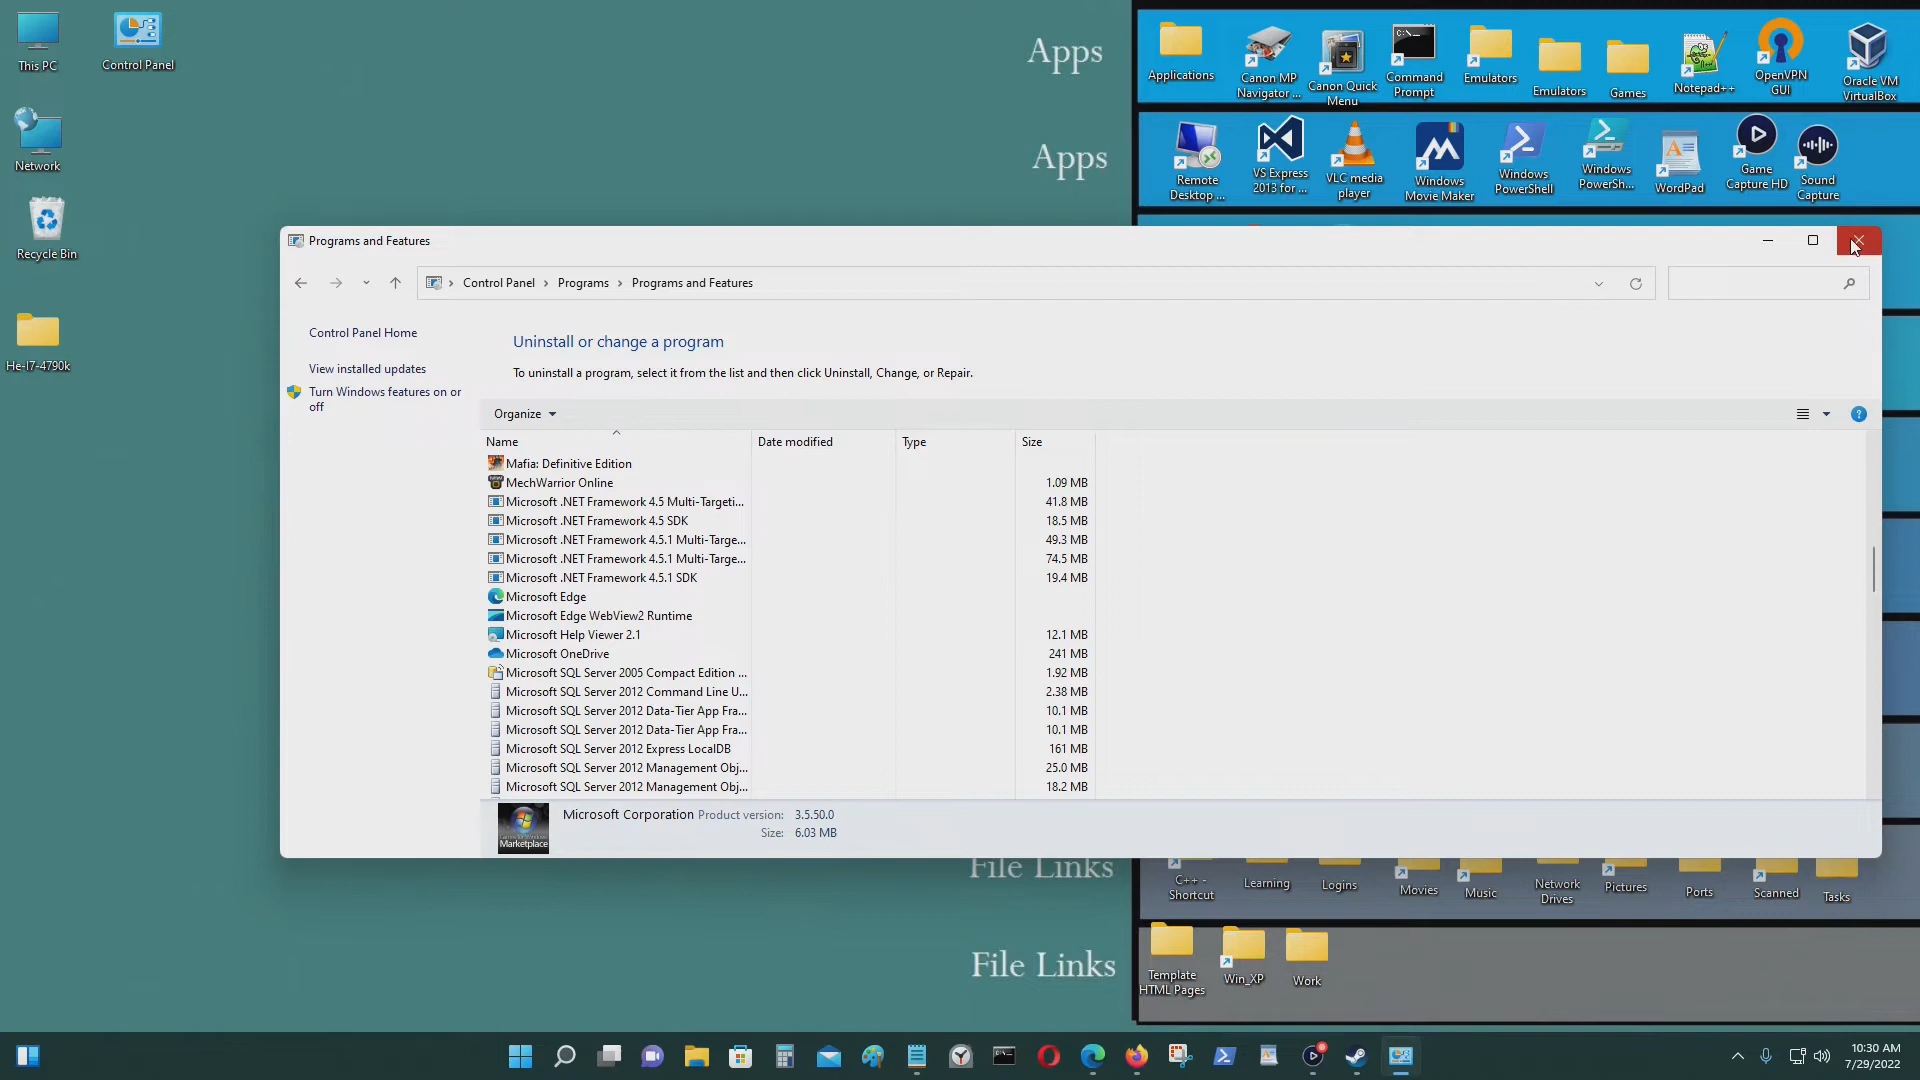 This PC
Control Panel
Network
Recycle Bin
He-I7-4790k
Apps
Applications
Canon MP
Navigator ...
Canon Quick
Menu
Command
Prompt
Emulators
Emulators
Games
Notepad++
OpenVPN
GUI
Oracle VM
VirtualBox
Apps
Remote
Desktop ...
VS Express
2013 for ...
VLC media
player
Windows
Movie Maker
Windows
PowerShell
Windows
PowerSh...
WordPad
Game
Capture HD
Sound
Capture
Programs and Features
Control Panel
Programs
Programs and Features
Control Panel Home
View installed updates
Turn Windows features on or
off
Uninstall or change a program
To uninstall a program, select it from the list and then click Uninstall, Change, or Repair.
Organize
Name Date modified Type Size
Mafia: Definitive Edition
MechWarrior Online 1.09 MB
Microsoft .NET Framework 4.5 Multi-Targeti... 41.8 MB
Microsoft .NET Framework 4.5 SDK 18.5 MB
Microsoft .NET Framework 4.5.1 Multi-Targe... 49.3 MB
Microsoft .NET Framework 4.5.1 Multi-Targe... 74.5 MB
Microsoft .NET Framework 4.5.1 SDK 19.4 MB
Microsoft Edge
Microsoft Edge WebView2 Runtime
Microsoft Help Viewer 2.1 12.1 MB
Microsoft OneDrive 241 MB
Microsoft SQL Server 2005 Compact Edition ... 1.92 MB
Microsoft SQL Server 2012 Command Line U... 2.38 MB
Microsoft SQL Server 2012 Data-Tier App Fra... 10.1 MB
Microsoft SQL Server 2012 Data-Tier App Fra... 10.1 MB
Microsoft SQL Server 2012 Express LocalDB 161 MB
Microsoft SQL Server 2012 Management Obj... 25.0 MB
Microsoft SQL Server 2012 Management Obj... 18.2 MB
Marketplace
Microsoft Corporation Product version: 3.5.50.0
Size: 6.03 MB
File Links
C++ -
Shortcut
Learning
Logins
Movies
Music
Network
Drives
Pictures
Ports
Scanned
Tasks
File Links
Template
HTML Pages
Win_XP
Work
10:30 AM
7/29/2022